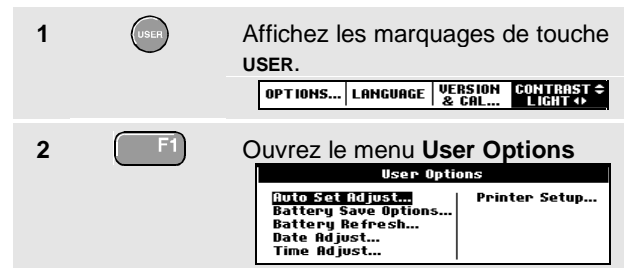 1 USER Affichez les marquages de touche
USER.
OPTIONS... LANGUAGE VERSION & CAL... CONTRAST ⬍ LIGHT ◂▸
2 F1 Ouvrez le menu User Options
User Options
Auto Set Adjust... Printer Setup...
Battery Save Options...
Battery Refresh...
Date Adjust...
Time Adjust...